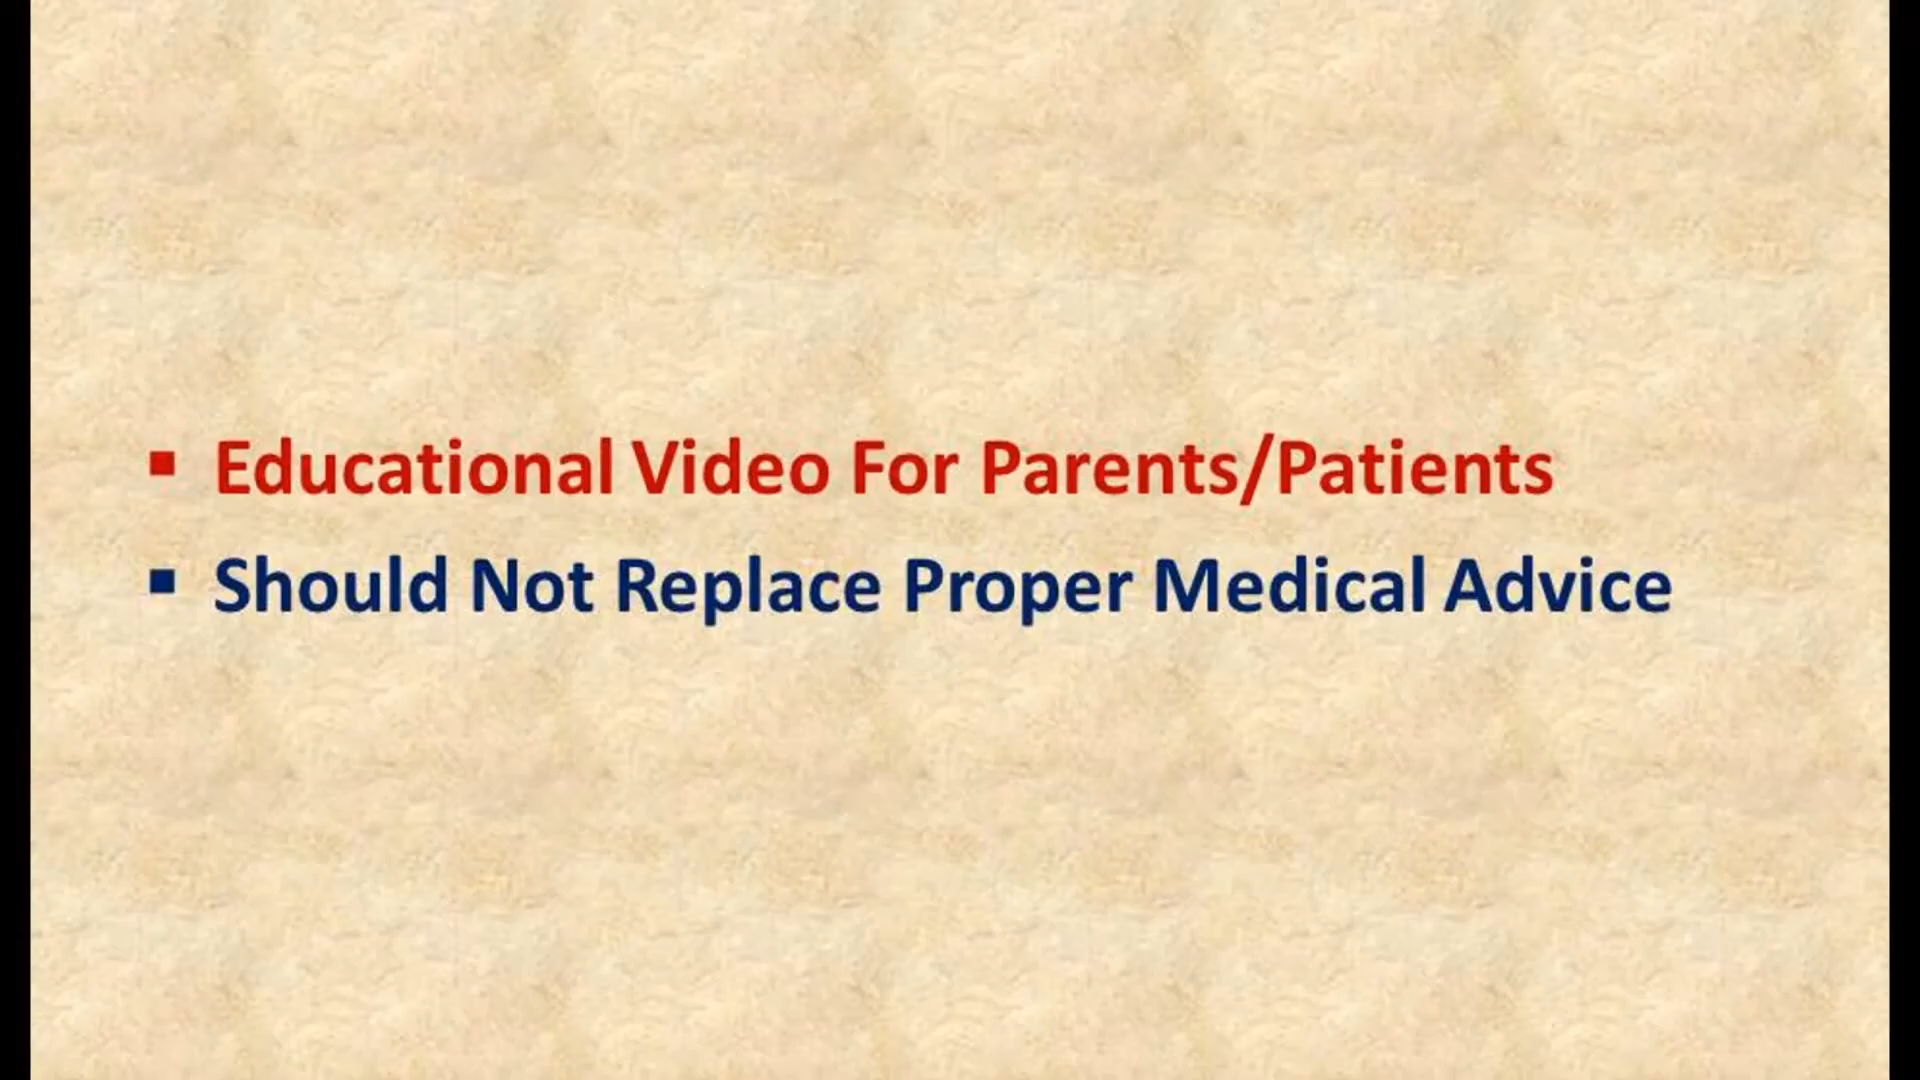 ▪ Educational Video For Parents/Patients
▪ Should Not Replace Proper Medical Advice